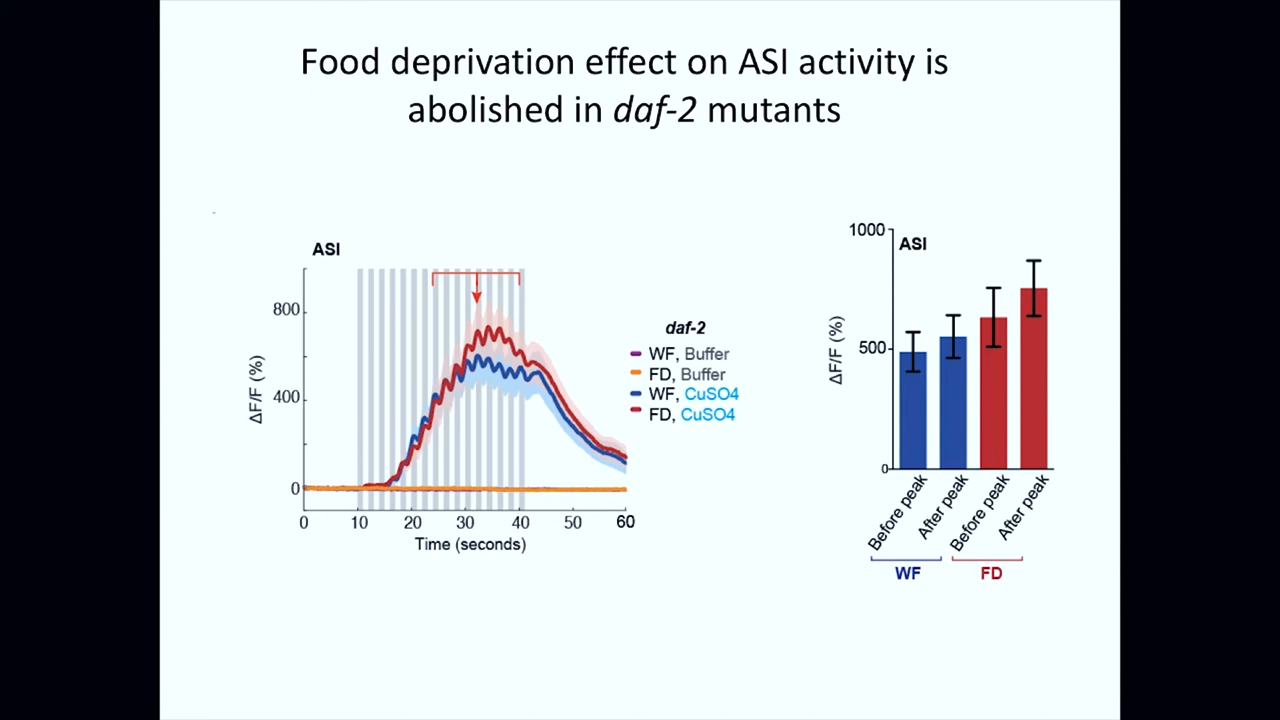 Food deprivation effect on ASI activity is
abolished in daf-2 mutants
ASI
800
400
0
ΔF/F (%)
0 10 20 30 40 50 60
Time (seconds)
daf-2
WF, Buffer
FD, Buffer
WF, CuSO4
FD, CuSO4
1000
500
0
ΔF/F (%)
ASI
Before peak
After peak
Before peak
After peak
WF
FD